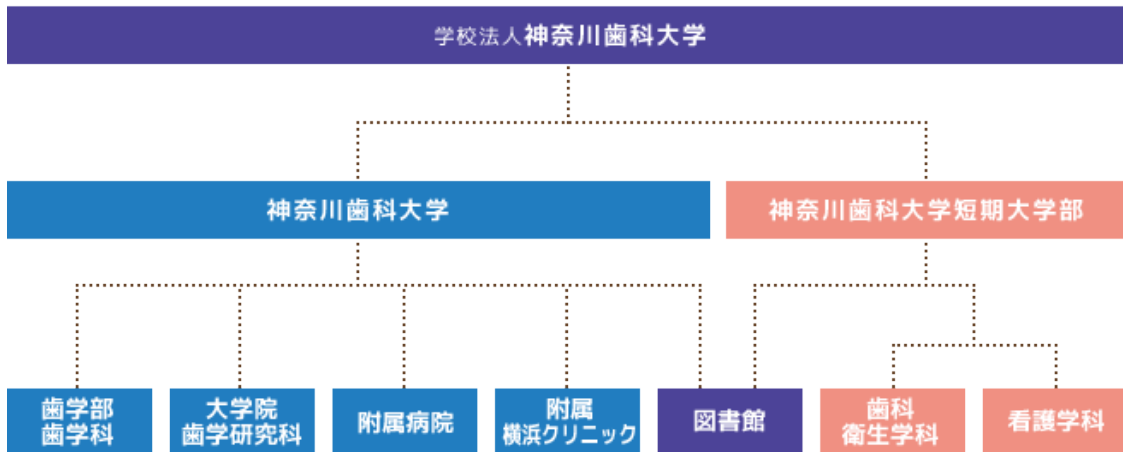 学校法人神奈川歯科大学
神奈川歯科大学
神奈川歯科大学短期大学部
歯学部
歯学科
大学院
歯学研究科
附属病院
附属
横浜クリニック
図書館
歯科
衛生学科
看護学科